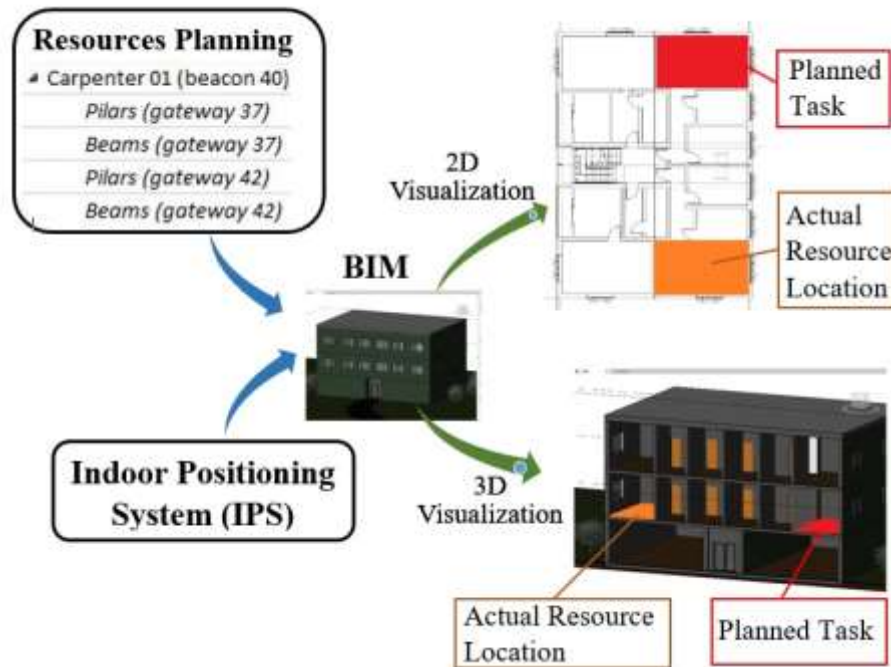 Resources Planning
Carpenter 01 (beacon 40)
Pilars (gateway 37)
Beams (gateway 37)
Pilars (gateway 42)
Beams (gateway 42)
Indoor Positioning
System (IPS)
BIM
2D
Visualization
Planned
Task
Actual
Resource
Location
3D
Visualization
Actual Resource
Location
Planned Task